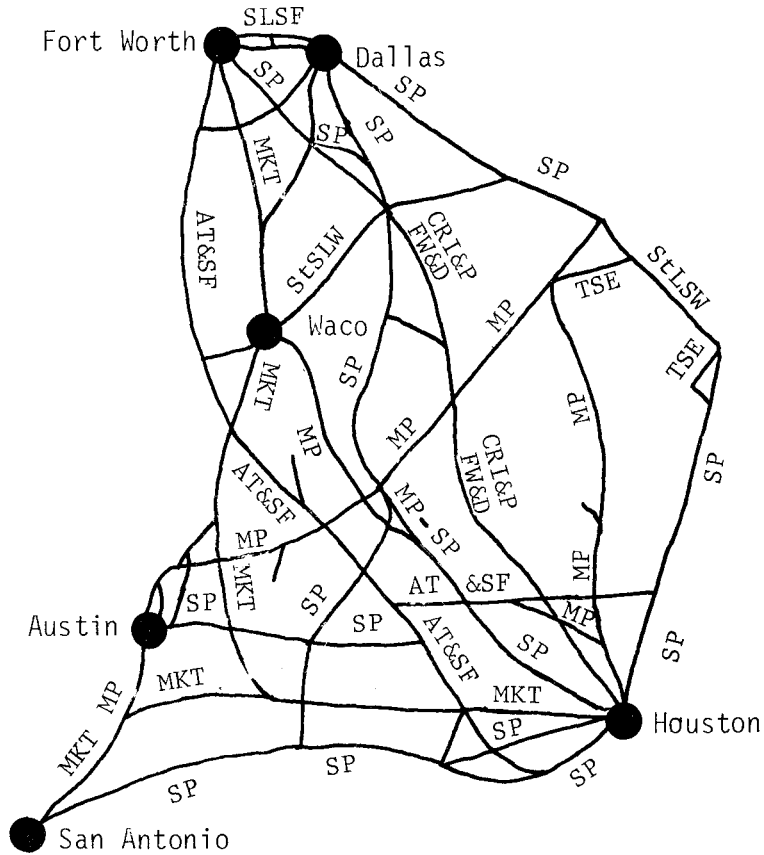 SLSF
Fort Worth
Dallas
SP
SP
SP
SP
MKT
SP
AT&SF
CRI&P
FW&D
StSLW
StLSW
TSE
MP
Waco
TSE
SP
MKT
MP
MP
MP
CRI&P
FW&D
SP
AT&SF
MP-SP
MP
MP
MKT
AT &SF
SP
SP
MP
Austin
SP
AT&SF
SP
SP
MKT
MP
MKT
SP
Houston
MKT
SP
SP
SP
San Antonio